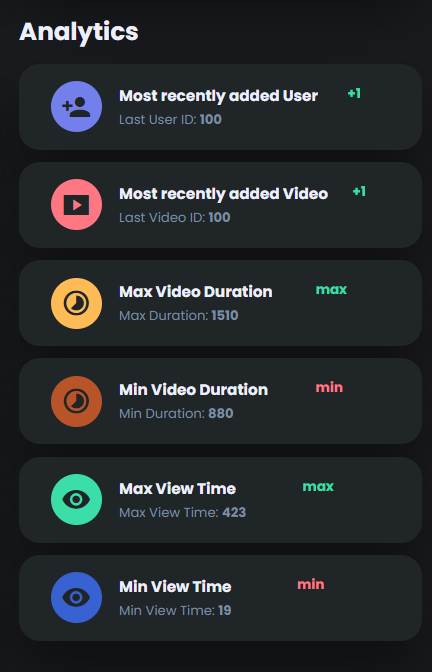 Analytics
Most recently added User +1
Last User ID: 100
Most recently added Video +1
Last Video ID: 100
Max Video Duration max
Max Duration: 1510
Min Video Duration min
Min Duration: 880
Max View Time max
Max View Time: 423
Min View Time min
Min View Time: 19